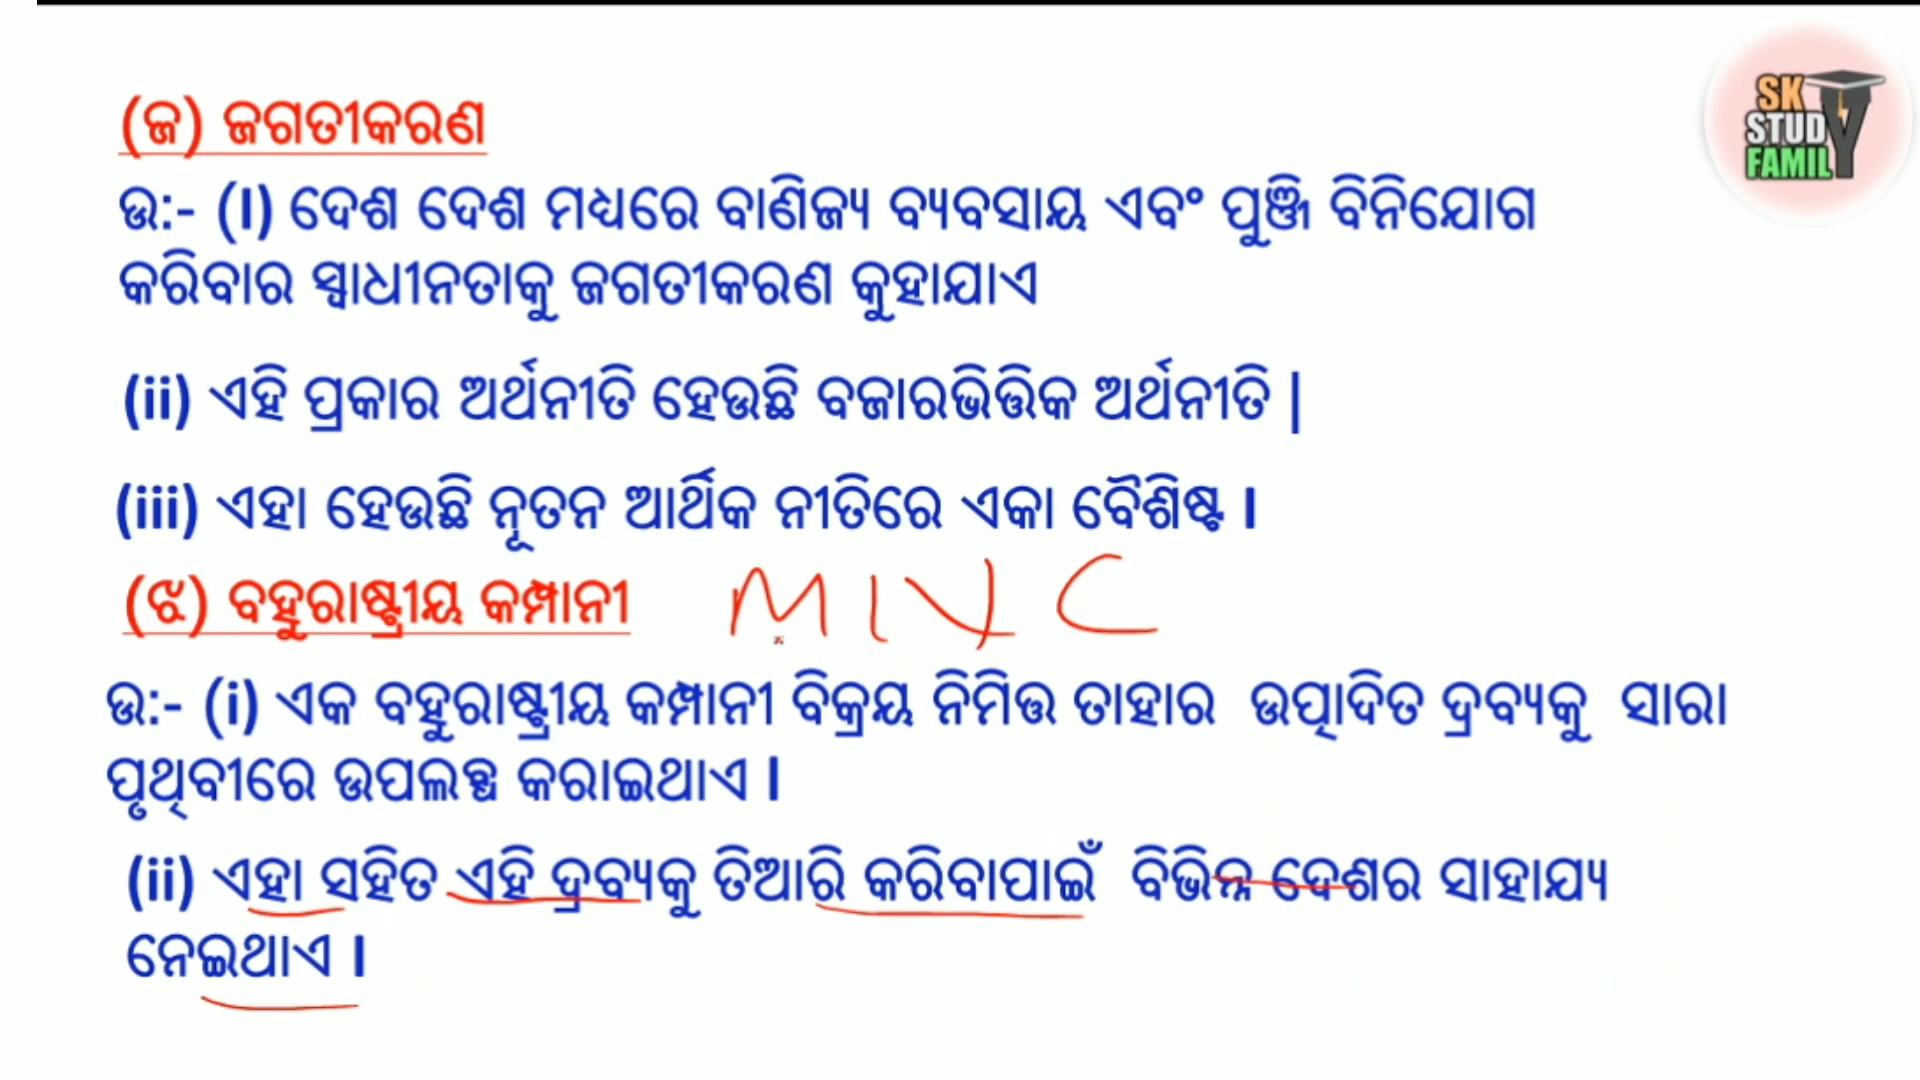 SK
STUDY
FAMILY
(ଜ) ଜଗତୀକରଣ
ଉ:- (I) ଦେଶ ଦେଶ ମଧ୍ୟରେ ବାଣିଜ୍ୟ ବ୍ୟବସାୟ ଏବଂ ପୁଞ୍ଜି ବିନିଯୋଗ
କରିବାର ସ୍ୱାଧୀନତାକୁ ଜଗତୀକରଣ କୁହାଯାଏ
(ii) ଏହି ପ୍ରକାର ଅର୍ଥନୀତି ହେଉଛି ବଜାରଭିତ୍ତିକ ଅର୍ଥନୀତି |
(iii) ଏହା ହେଉଛି ନୂତନ ଆର୍ଥିକ ନୀତିରେ ଏକା ବୈଶିଷ୍ଟ ।
(ଝ) ବହୁରାଷ୍ଟ୍ରୀୟ କମ୍ପାନୀ MNC
ଉ:- (i) ଏକ ବହୁରାଷ୍ଟ୍ରୀୟ କମ୍ପାନୀ ବିକ୍ରୟ ନିମିତ୍ତ ତାହାର ଉତ୍ପାଦିତ ଦ୍ରବ୍ୟକୁ ସାରା
ପୃଥିବୀରେ ଉପଲବ୍ଧ କରାଇଥାଏ ।
(ii) ଏହା ସହିତ ଏହି ଦ୍ରବ୍ୟକୁ ତିଆରି କରିବାପାଇଁ ବିଭିନ୍ନ ଦେଶର ସାହାଯ୍ୟ
ନେଇଥାଏ ।